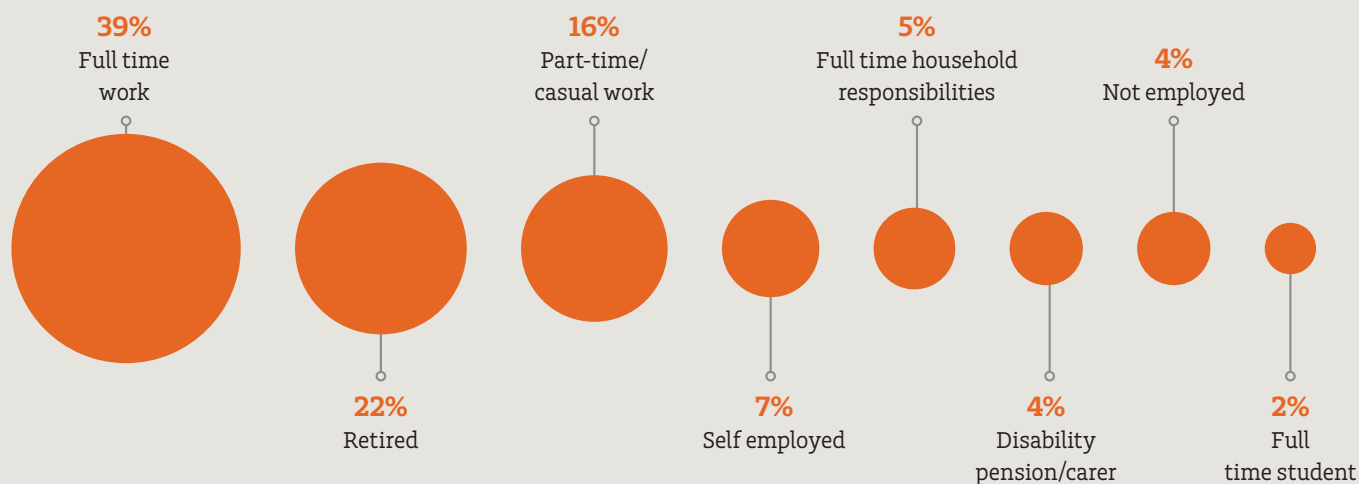 39%
Full time
work
22%
Retired
16%
Part-time/
casual work
7%
Self employed
5%
Full time household
responsibilities
4%
Disability
pension/carer
4%
Not employed
2%
Full
time student